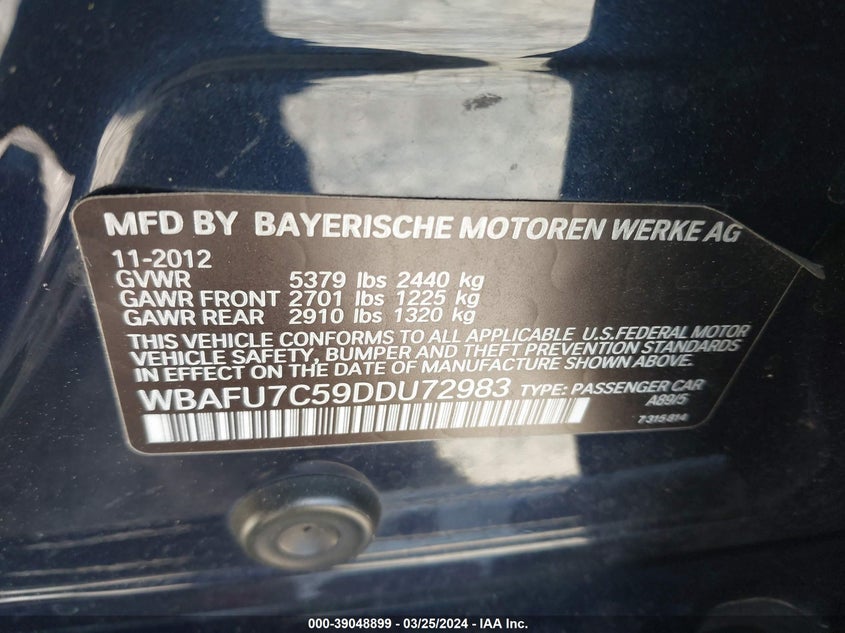 MFD BY BAYERISCHE MOTOREN WERKE AG
11-2012
GVWR 5379 lbs 2440 kg
GAWR FRONT 2701 lbs 1225 kg
GAWR REAR 2910 lbs 1320 kg
THIS VEHICLE CONFORMS TO ALL APPLICABLE U.S.FEDERAL MOTOR
VEHICLE SAFETY, BUMPER AND THEFT PREVENTION STANDARDS
IN EFFECT ON THE DATE OF MANUFACTURE SHOWN ABOVE.
WBAFU7C59DDU72983 TYPE: PASSENGER CAR
A89/5
7315814
000-39048899 - 03/25/2024 - IAA Inc.